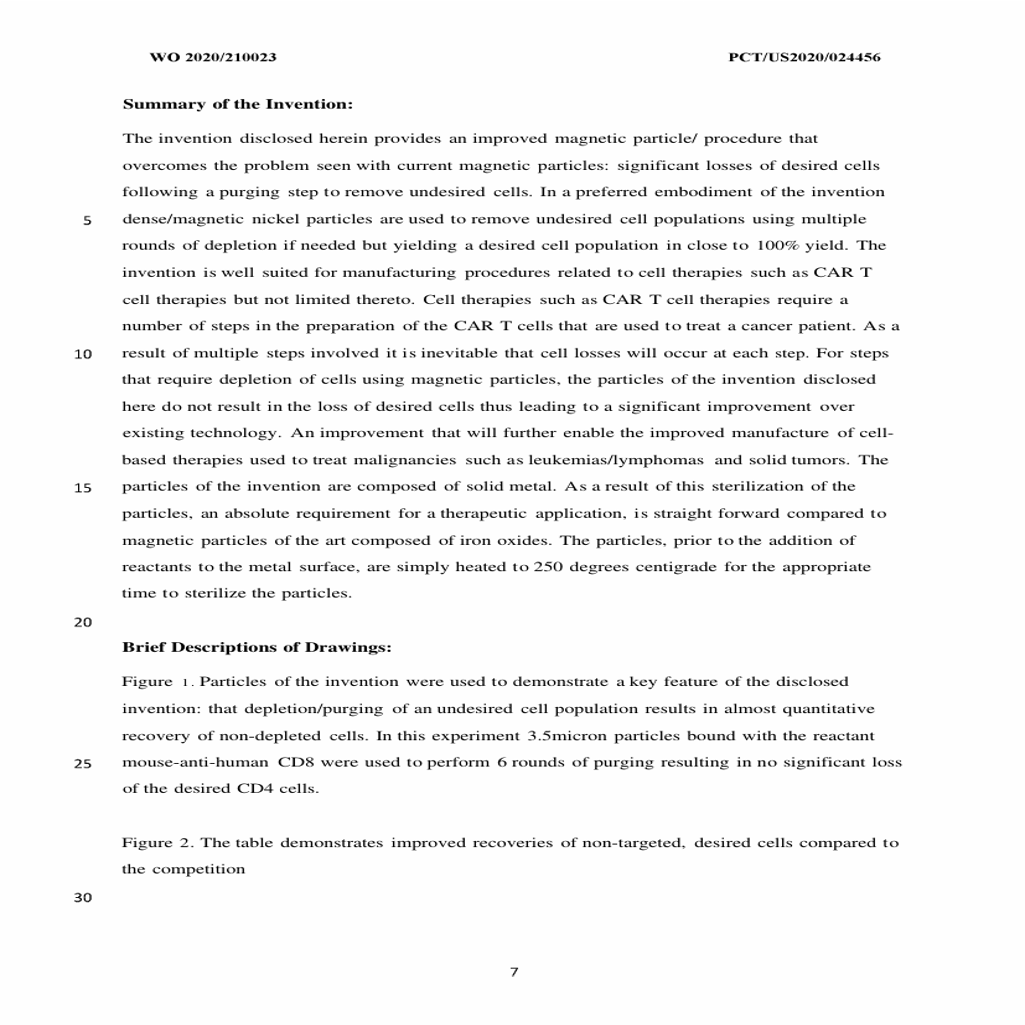 WO 2020/210023 PCT/US2020/024456
Summary of the Invention:
The invention disclosed herein provides an improved magnetic particle/ procedure that
overcomes the problem seen with current magnetic particles: significant losses of desired cells
following a purging step to remove undesired cells. In a preferred embodiment of the invention
5 dense/magnetic nickel particles are used to remove undesired cell populations using multiple
rounds of depletion if needed but yielding a desired cell population in close to 100% yield. The
invention is well suited for manufacturing procedures related to cell therapies such as CAR T
cell therapies but not limited thereto. Cell therapies such as CAR T cell therapies require a
number of steps in the preparation of the CAR T cells that are used to treat a cancer patient. As a
10 result of multiple steps involved it is inevitable that cell losses will occur at each step. For steps
that require depletion of cells using magnetic particles, the particles of the invention disclosed
here do not result in the loss of desired cells thus leading to a significant improvement over
existing technology. An improvement that will further enable the improved manufacture of cell-
based therapies used to treat malignancies such as leukemias/lymphomas and solid tumors. The
15 particles of the invention are composed of solid metal. As a result of this sterilization of the
particles, an absolute requirement for a therapeutic application, is straight forward compared to
magnetic particles of the art composed of iron oxides. The particles, prior to the addition of
reactants to the metal surface, are simply heated to 250 degrees centigrade for the appropriate
time to sterilize the particles.
20
Brief Descriptions of Drawings:
Figure 1. Particles of the invention were used to demonstrate a key feature of the disclosed
invention: that depletion/purging of an undesired cell population results in almost quantitative
recovery of non-depleted cells. In this experiment 3.5micron particles bound with the reactant
25 mouse-anti-human CD8 were used to perform 6 rounds of purging resulting in no significant loss
of the desired CD4 cells.
Figure 2. The table demonstrates improved recoveries of non-targeted, desired cells compared to
the competition
30
7